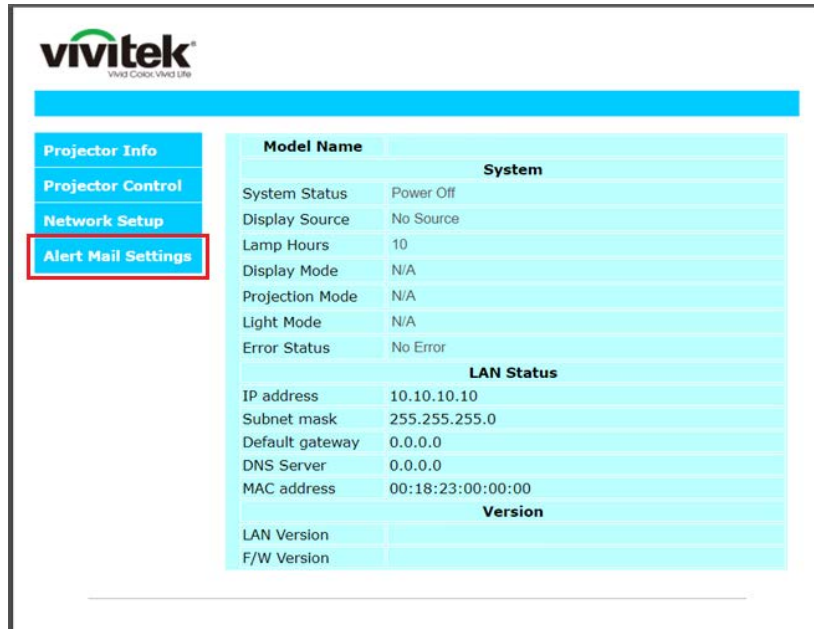 vivitek®
Vivid Color, Vivid Life
Projector Info
Projector Control
Network Setup
Alert Mail Settings
Model Name
System
System Status Power Off
Display Source No Source
Lamp Hours 10
Display Mode N/A
Projection Mode N/A
Light Mode N/A
Error Status No Error
LAN Status
IP address 10.10.10.10
Subnet mask 255.255.255.0
Default gateway 0.0.0.0
DNS Server 0.0.0.0
MAC address 00:18:23:00:00:00
Version
LAN Version
F/W Version